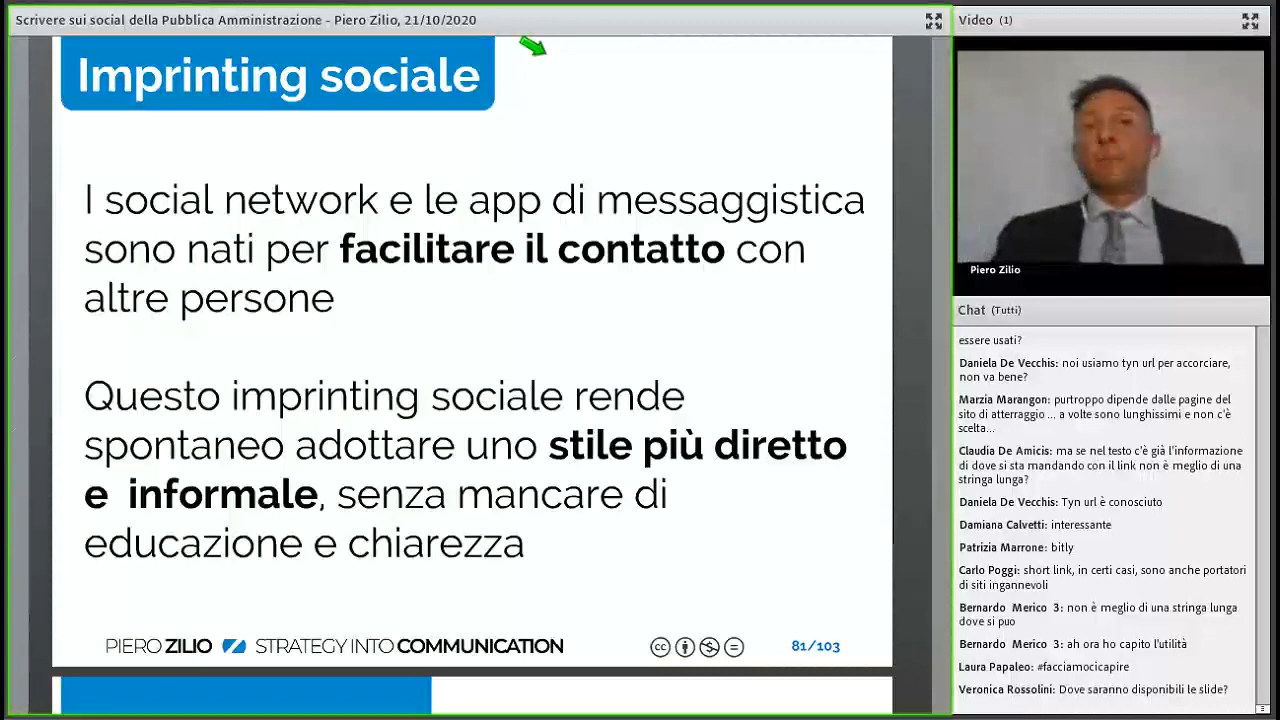 Scrivere sui social della Pubblica Amministrazione - Piero Zilio, 21/10/2020
Imprinting sociale
I social network e le app di messaggistica
sono nati per facilitare il contatto con
altre persone
Questo imprinting sociale rende
spontaneo adottare uno stile più diretto
e informale, senza mancare di
educazione e chiarezza
PIERO ZILIO STRATEGY INTO COMMUNICATION
cc
81/103
Video (1)
Piero Zilio
Chat (Tutti)
essere usati?
Daniela De Vecchis: noi usiamo tyn url per accorciare,
non va bene?
Marzia Marangon: purtroppo dipende dalle pagine del
sito di atterraggio ... a volte sono lunghissimi e non c'è
scelta...
Claudia De Amicis: ma se nel testo c'è già l'informazione
di dove si sta mandando con il link non è meglio di una
stringa lunga?
Daniela De Vecchis: Tyn url è conosciuto
Damiana Calvetti: interessante
Patrizia Marrone: bitly
Carlo Poggi: short link, in certi casi, sono anche portatori
di siti ingannevoli
Bernardo Merico 3: non è meglio di una stringa lunga
dove si puo
Bernardo Merico 3: ah ora ho capito l'utilità
Laura Papaleo: #facciamocicapire
Veronica Rossolini: Dove saranno disponibili le slide?